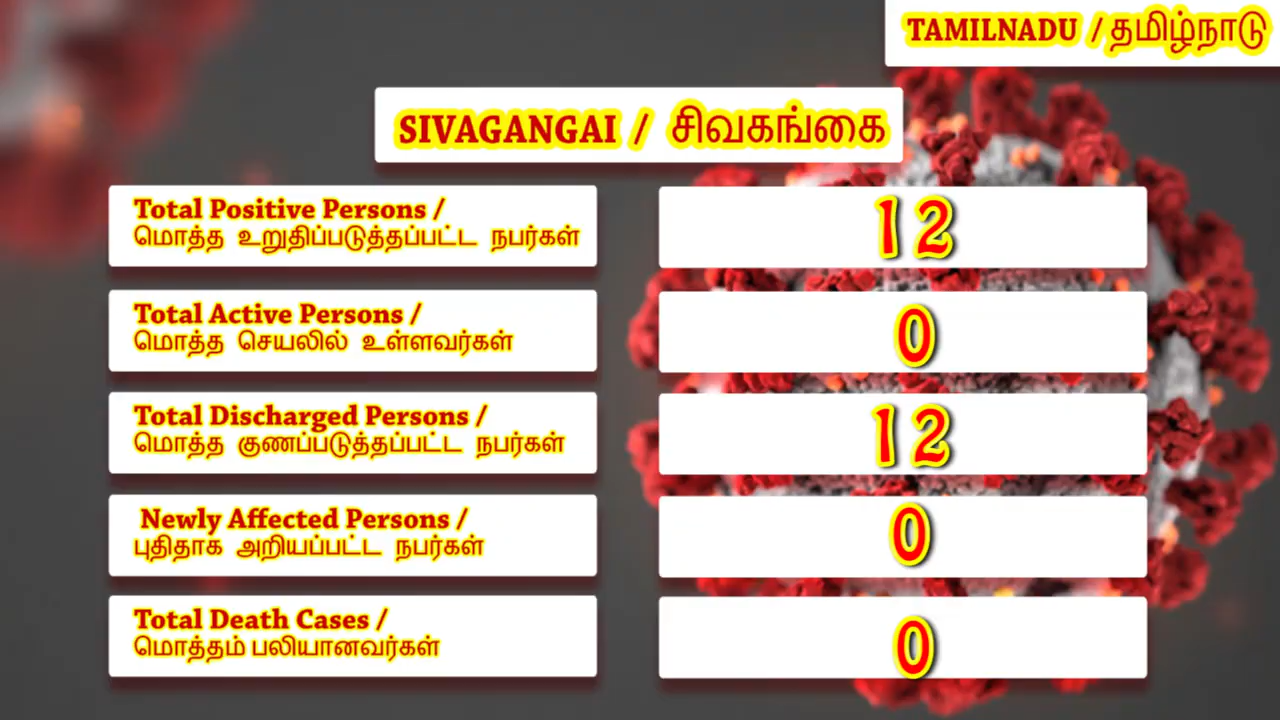 TAMILNADU / தமிழ்நாடு
SIVAGANGAI / சிவகங்கை
Total Positive Persons /
மொத்த உறுதிப்படுத்தப்பட்ட நபர்கள்
12
Total Active Persons /
மொத்த செயலில் உள்ளவர்கள்
0
Total Discharged Persons /
மொத்த குணப்படுத்தப்பட்ட நபர்கள்
12
Newly Affected Persons /
புதிதாக அறியப்பட்ட நபர்கள்
0
Total Death Cases /
மொத்தம் பலியானவர்கள்
0